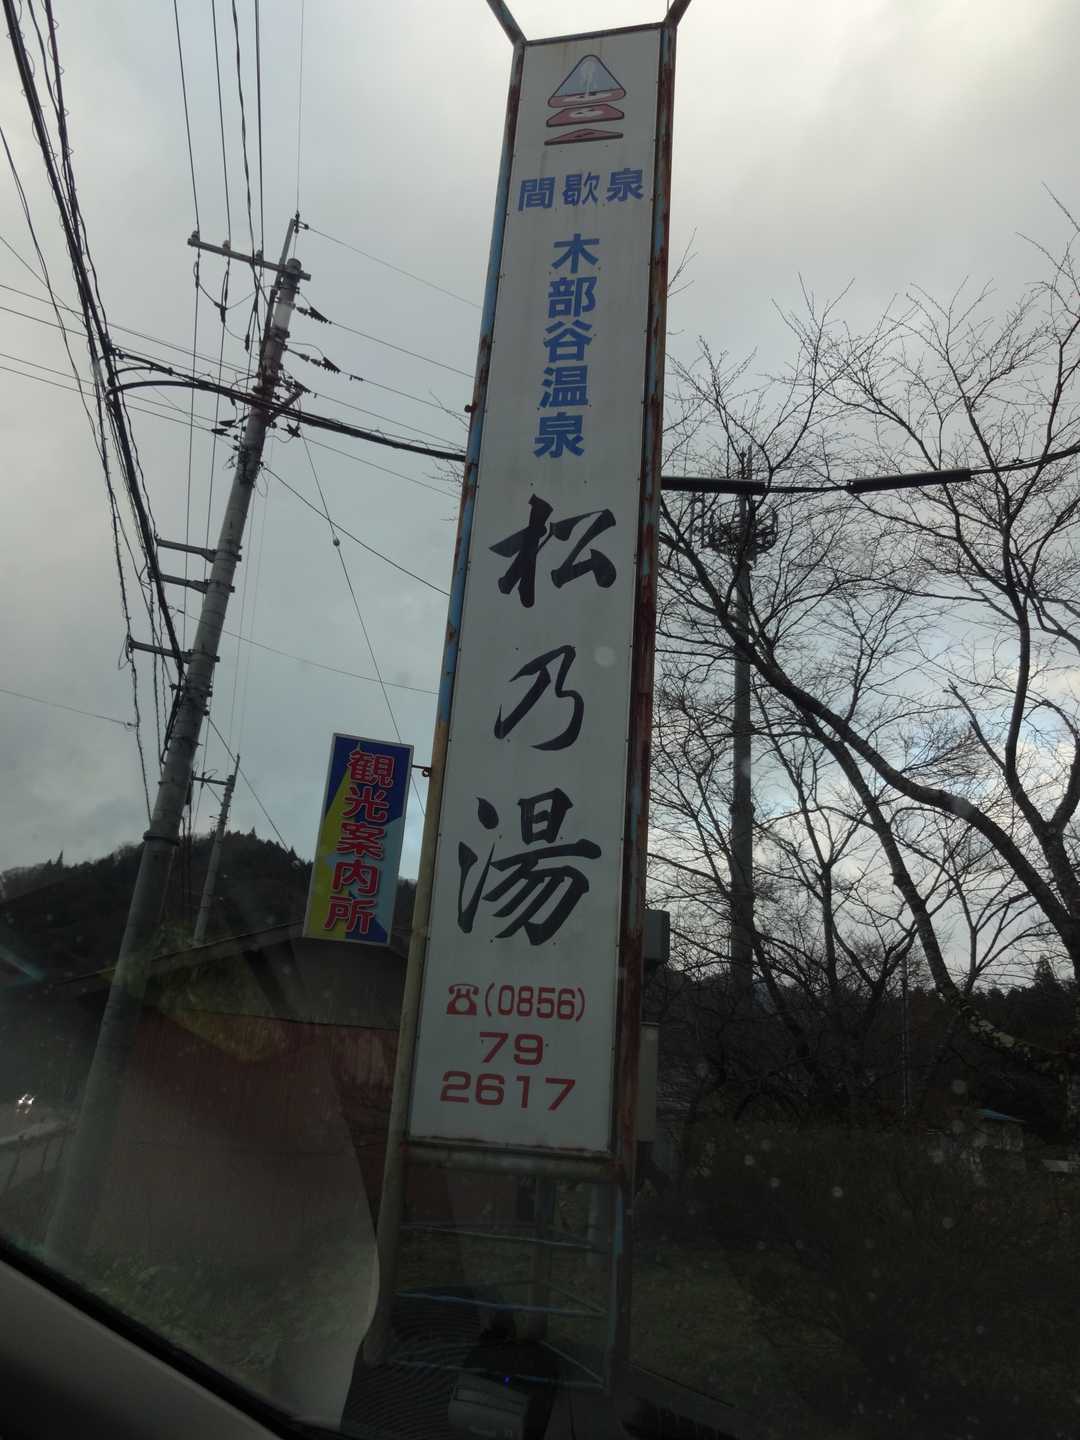 間歇泉
木部谷温泉
松乃湯
☎(0856)
79
2617
観光案内所